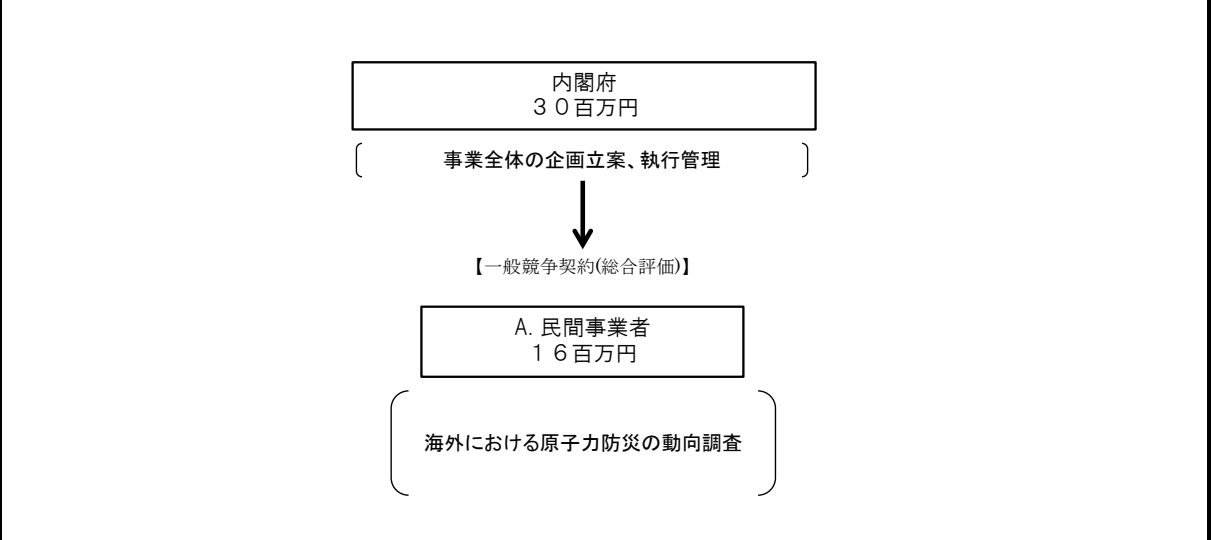 内閣府
３０百万円
事業全体の企画立案、執行管理
【一般競争契約(総合評価)】
A. 民間事業者
１６百万円
海外における原子力防災の動向調査